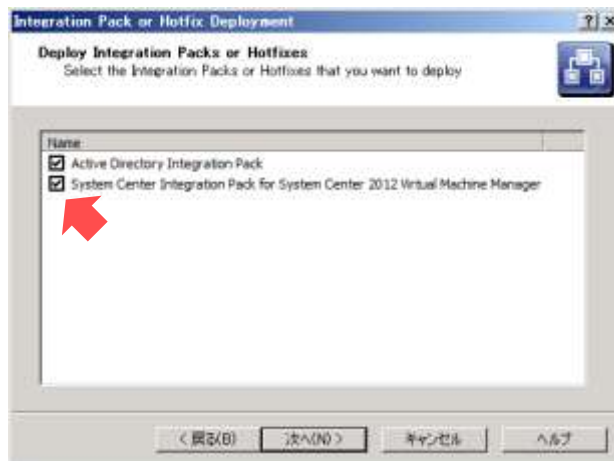 Integration Pack or Hotfix Deployment
Deploy Integration Packs or Hotfixes
Select the Integration Packs or Hotfixes that you want to deploy
Name
Active Directory Integration Pack
System Center Integration Pack for System Center 2012 Virtual Machine Manager
< 戻る(B) 次へ(N) > キャンセル ヘルプ